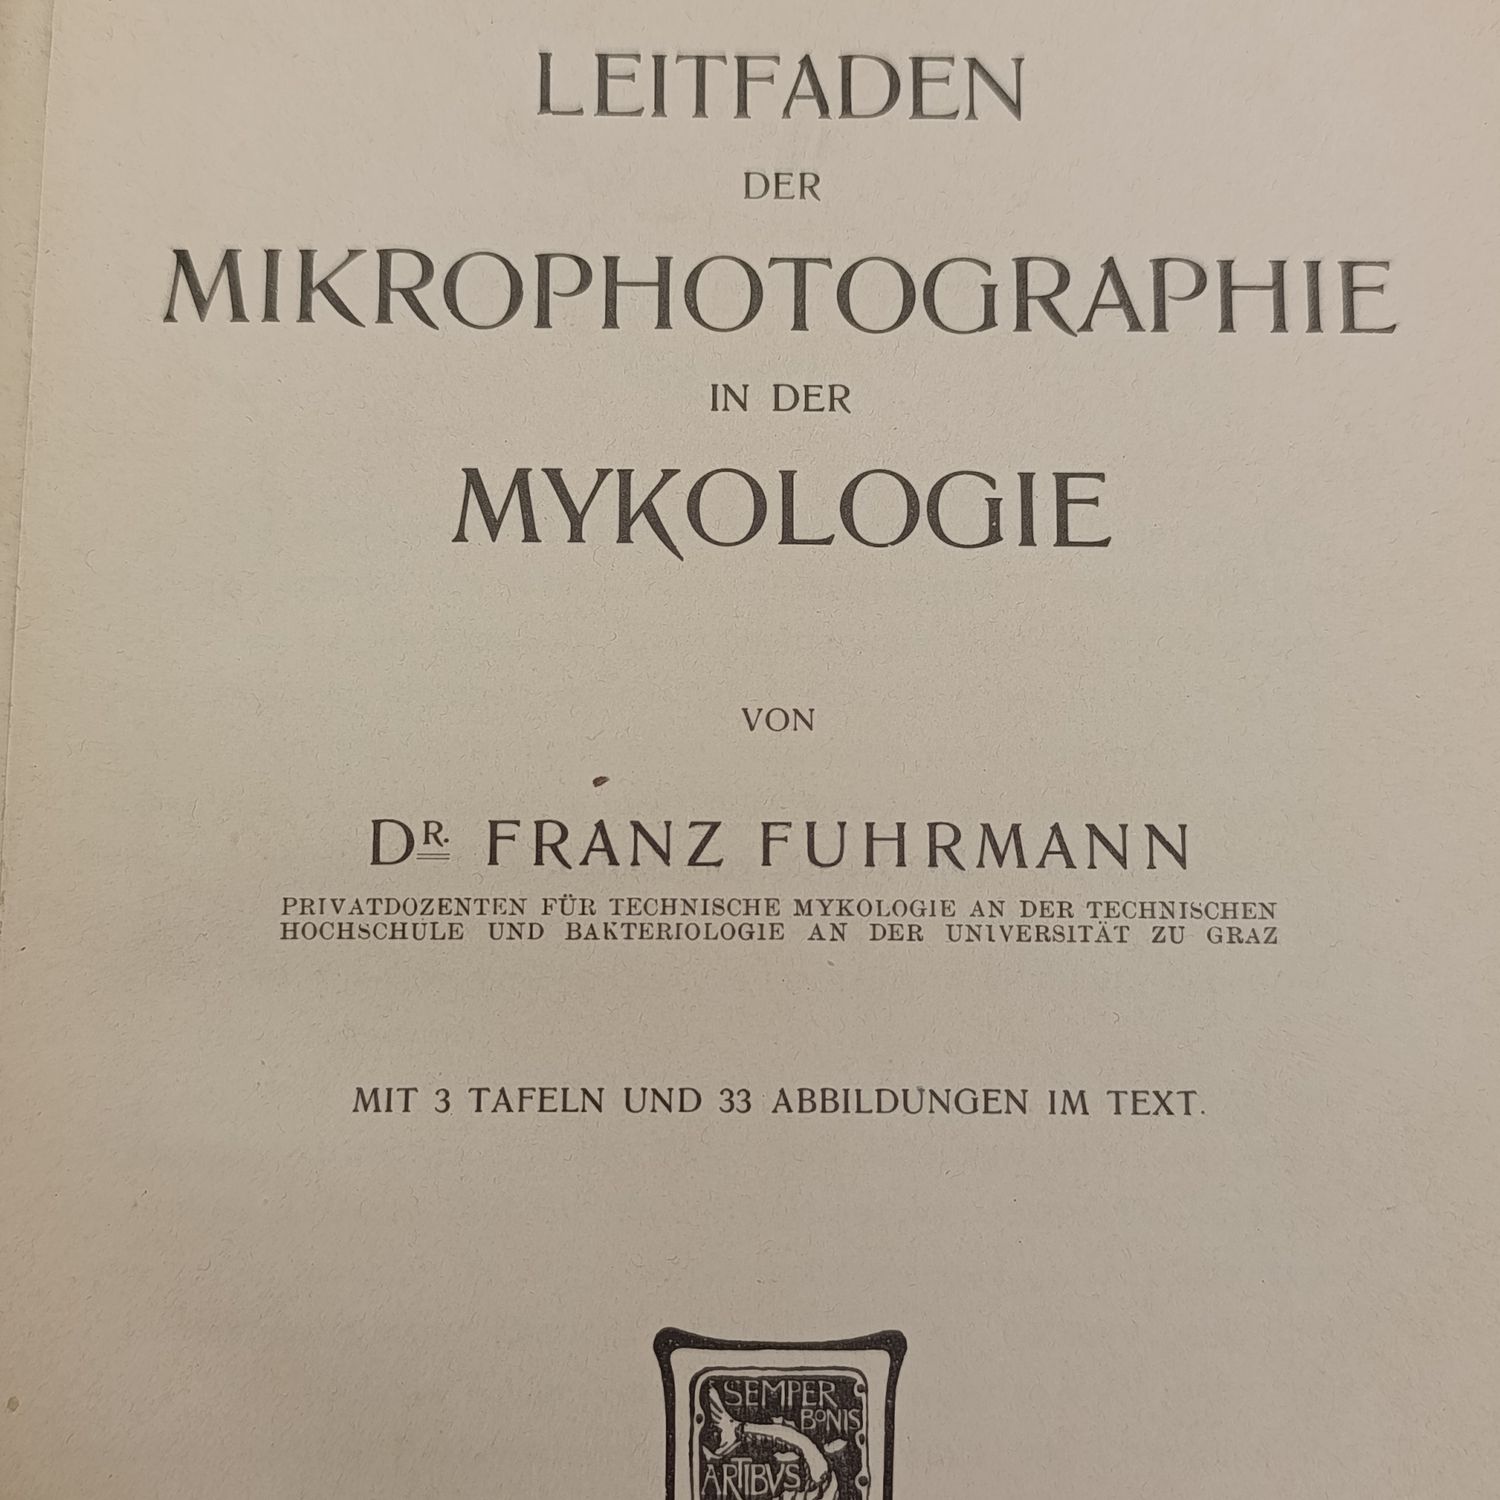 LEITFADEN
DER
MIKROPHOTOGRAPHIE
IN DER
MYKOLOGIE
VON
DR. FRANZ FUHRMANN
PRIVATDOZENTEN FÜR TECHNISCHE MYKOLOGIE AN DER TECHNISCHEN
HOCHSCHULE UND BAKTERIOLOGIE AN DER UNIVERSITÄT ZU GRAZ
MIT 3 TAFELN UND 33 ABBILDUNGEN IM TEXT.
SEMPER
BONIS
ARTIBVS